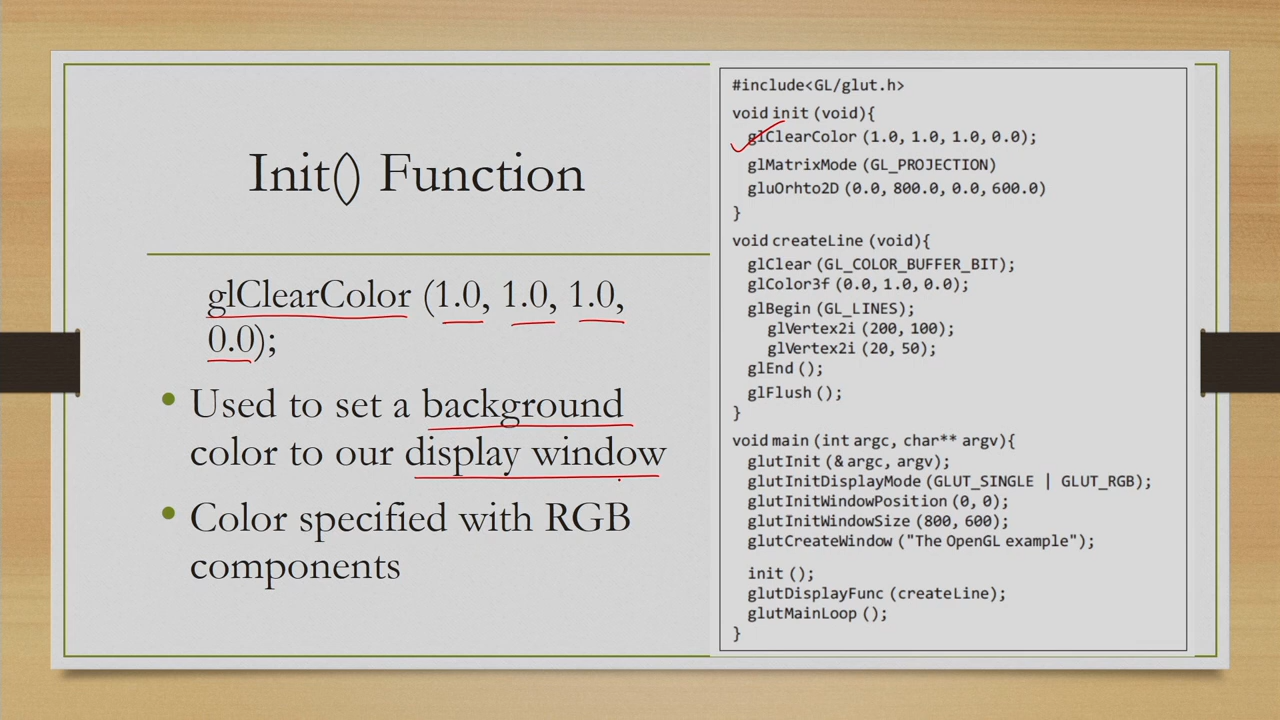 Init() Function
glClearColor (1.0, 1.0, 1.0,
0.0);
• Used to set a background
color to our display window
• Color specified with RGB
components
#include<GL/glut.h>
void init (void){
glClearColor (1.0, 1.0, 1.0, 0.0);
glMatrixMode (GL_PROJECTION)
gluOrhto2D (0.0, 800.0, 0.0, 600.0)
}
void createLine (void){
glClear (GL_COLOR_BUFFER_BIT);
glColor3f (0.0, 1.0, 0.0);
glBegin (GL_LINES);
glVertex2i (200, 100);
glVertex2i (20, 50);
glEnd ();
glFlush ();
}
void main (int argc, char** argv){
glutInit (& argc, argv);
glutInitDisplayMode (GLUT_SINGLE | GLUT_RGB);
glutInitWindowPosition (0, 0);
glutInitWindowSize (800, 600);
glutCreateWindow ("The OpenGL example");
init ();
glutDisplayFunc (createLine);
glutMainLoop ();
}